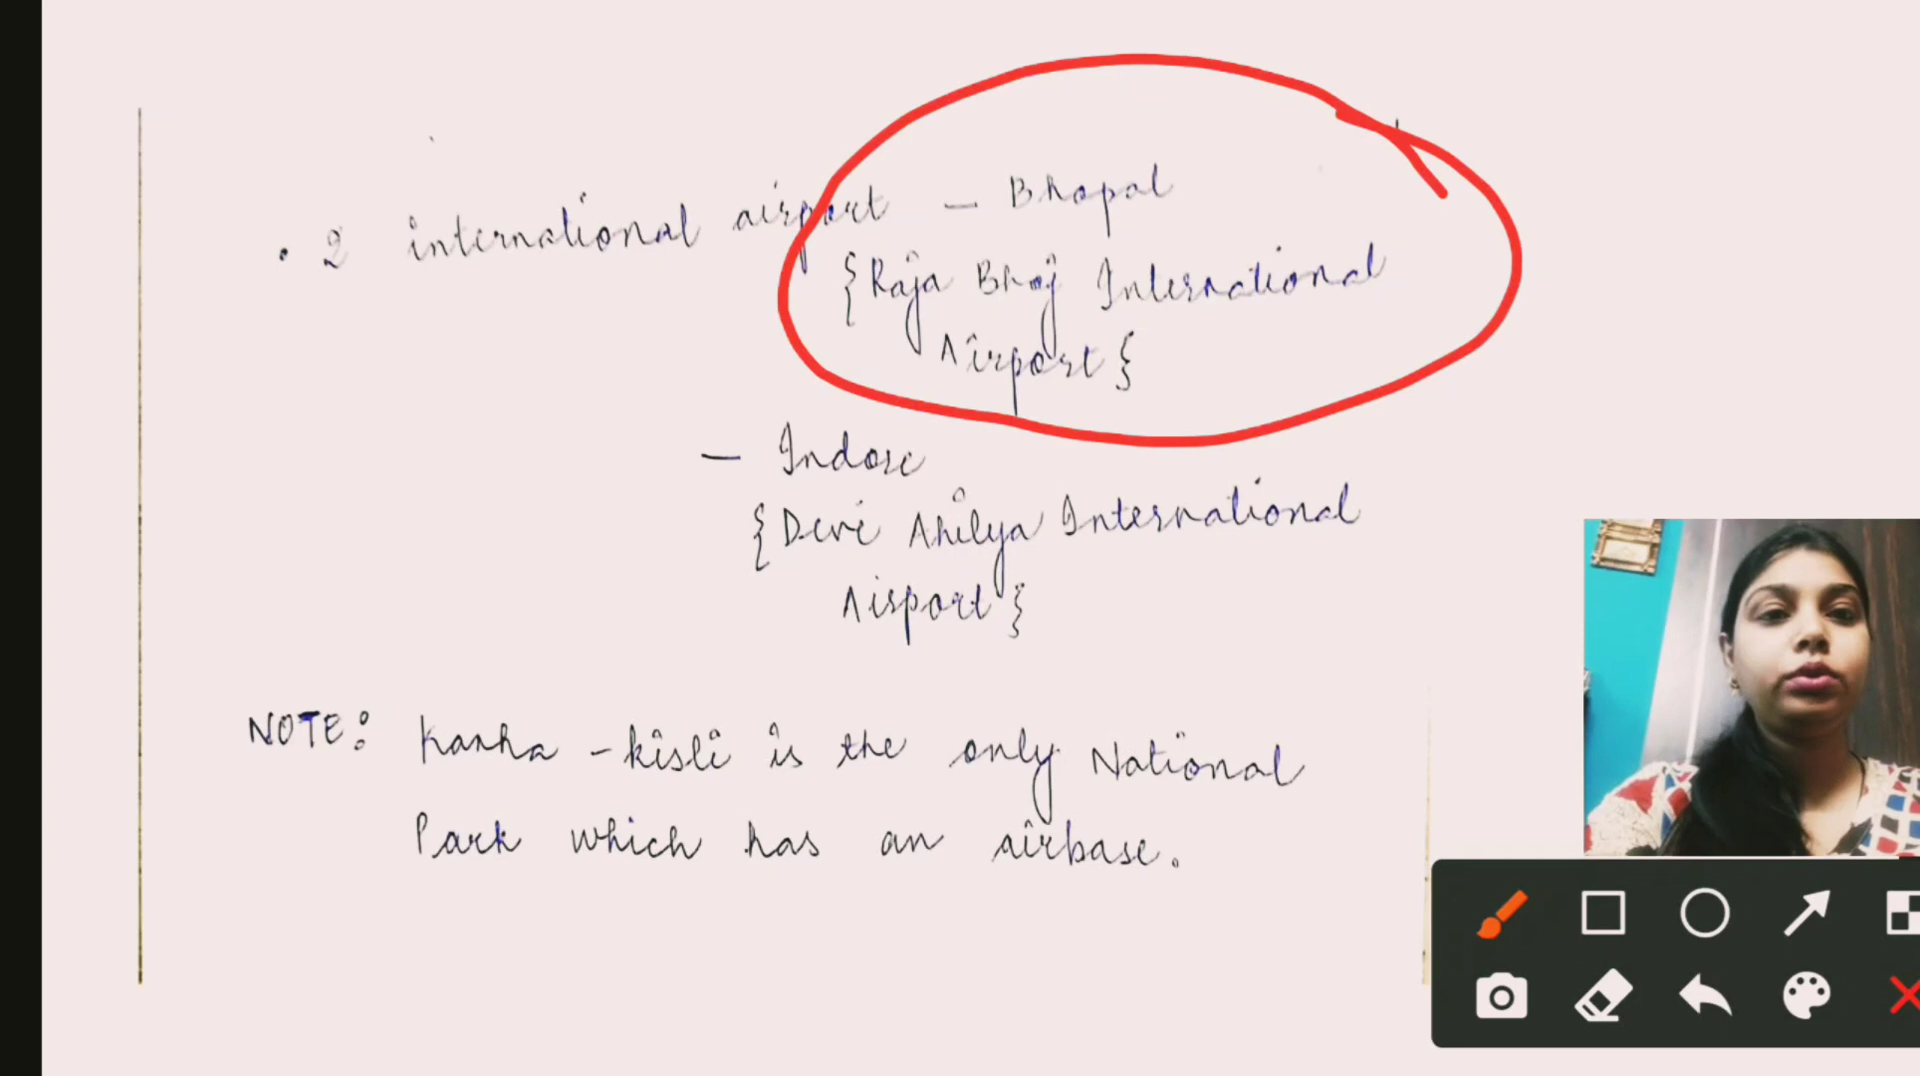 • 2 international airport – Bhopal
{Raja Bhoj International
Airport}
– Indore
{Devi Ahilya International
Airport}
NOTE: Kanha - kisli is the only National
Park which has an airbase.